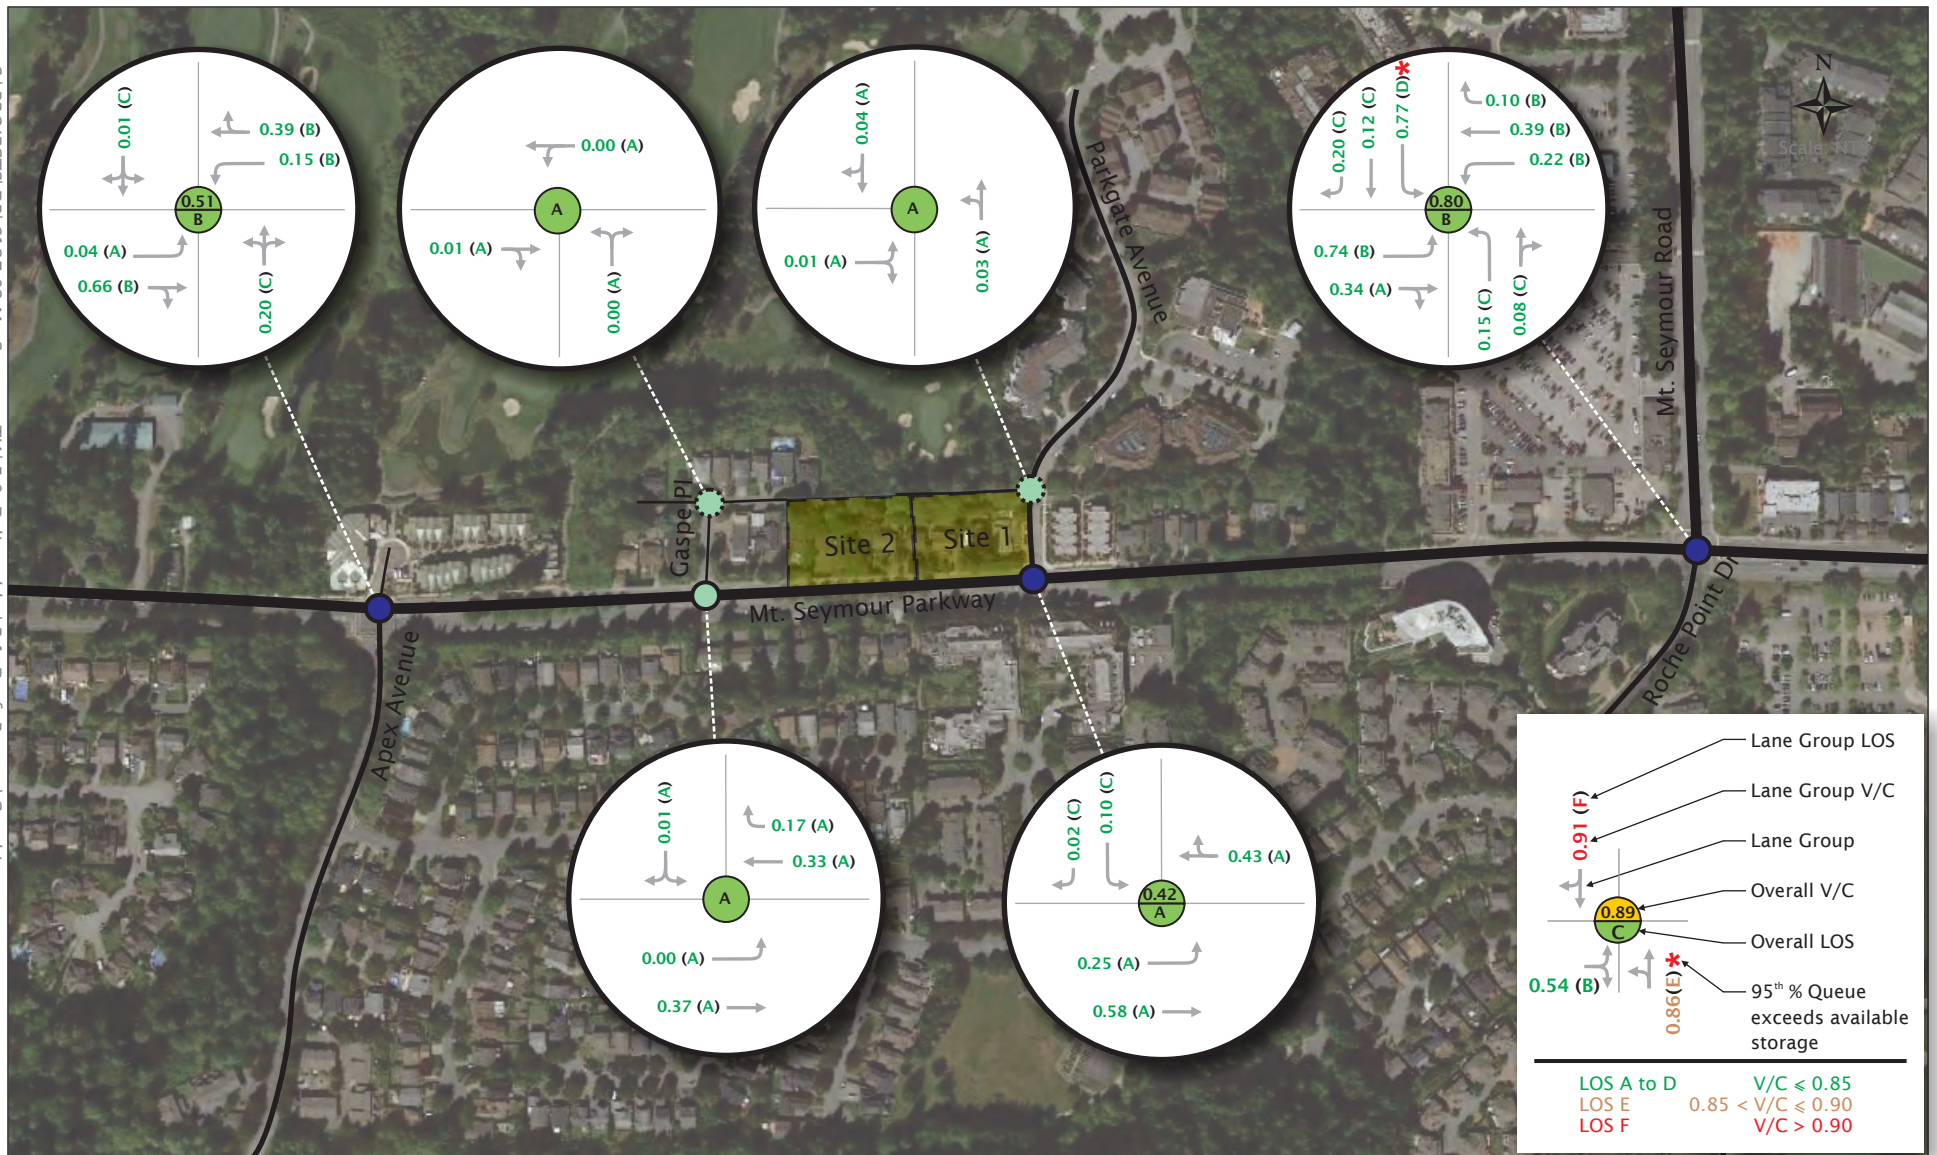 0.01 (C)
0.39 (B)
0.15 (B)
0.51
B
0.04 (A)
0.66 (B)
0.20 (C)
0.00 (A)
A
0.01 (A)
0.00 (A)
0.04 (A)
A
0.01 (A)
0.03 (A)
0.20 (C)
0.12 (C)
0.77 (D)*
0.10 (B)
0.39 (B)
0.22 (B)
0.80
B
0.74 (B)
0.34 (A)
0.15 (C)
0.08 (C)
N
Scale: NTS
Parkgate Avenue
Mt. Seymour Road
Gaspe Pl
Site 2
Site 1
Mt. Seymour Parkway
Apex Avenue
Roche Point Dr
0.01 (A)
0.17 (A)
0.33 (A)
A
0.00 (A)
0.37 (A)
0.02 (C)
0.10 (C)
0.43 (A)
0.42
A
0.25 (A)
0.58 (A)
Lane Group LOS
Lane Group V/C
Lane Group
Overall V/C
Overall LOS
95th % Queue
exceeds available
storage
0.91 (F)
0.89
C
0.54 (B)
0.86(E)*
LOS A to D V/C ⩽ 0.85
LOS E 0.85 < V/C ⩽ 0.90
LOS F V/C > 0.90